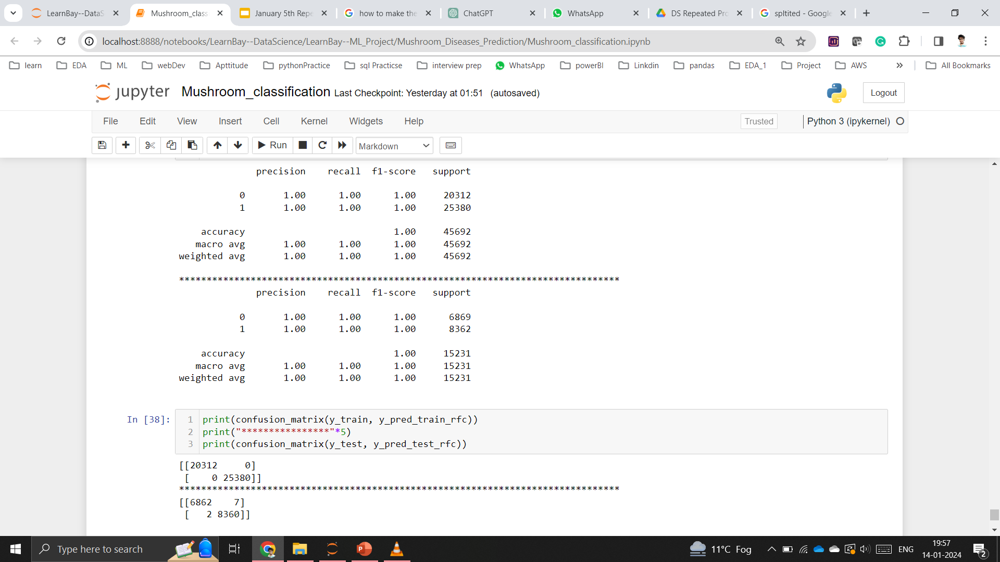 LearnBay--DataS
Mushroom_class
January 5th Repe
how to make the
ChatGPT
WhatsApp
DS Repeated Pro
spltited - Google
localhost:8888/notebooks/LearnBay--DataScience/LearnBay--ML_Project/Mushroom_Diseases_Prediction/Mushroom_classification.ipynb
learn EDA ML webDev Apttitude pythonPractice sql Practicse interview prep WhatsApp powerBI Linkdin pandas EDA_1 Project AWS » All Bookmarks
jupyter Mushroom_classification Last Checkpoint: Yesterday at 01:51 (autosaved) Logout
File Edit View Insert Cell Kernel Widgets Help Trusted Python 3 (ipykernel)
Run Markdown
precision recall f1-score support
0 1.00 1.00 1.00 20312
1 1.00 1.00 1.00 25380
accuracy 1.00 45692
macro avg 1.00 1.00 1.00 45692
weighted avg 1.00 1.00 1.00 45692
********************************************************************************
precision recall f1-score support
0 1.00 1.00 1.00 6869
1 1.00 1.00 1.00 8362
accuracy 1.00 15231
macro avg 1.00 1.00 1.00 15231
weighted avg 1.00 1.00 1.00 15231
In [38]: 1 print(confusion_matrix(y_train, y_pred_train_rfc))
2 print("****************"*5)
3 print(confusion_matrix(y_test, y_pred_test_rfc))
[[20312 0]
[ 0 25380]]
********************************************************************************
[[6862 7]
[ 2 8360]]
Type here to search
11°C Fog
ENG
19:57
14-01-2024
2